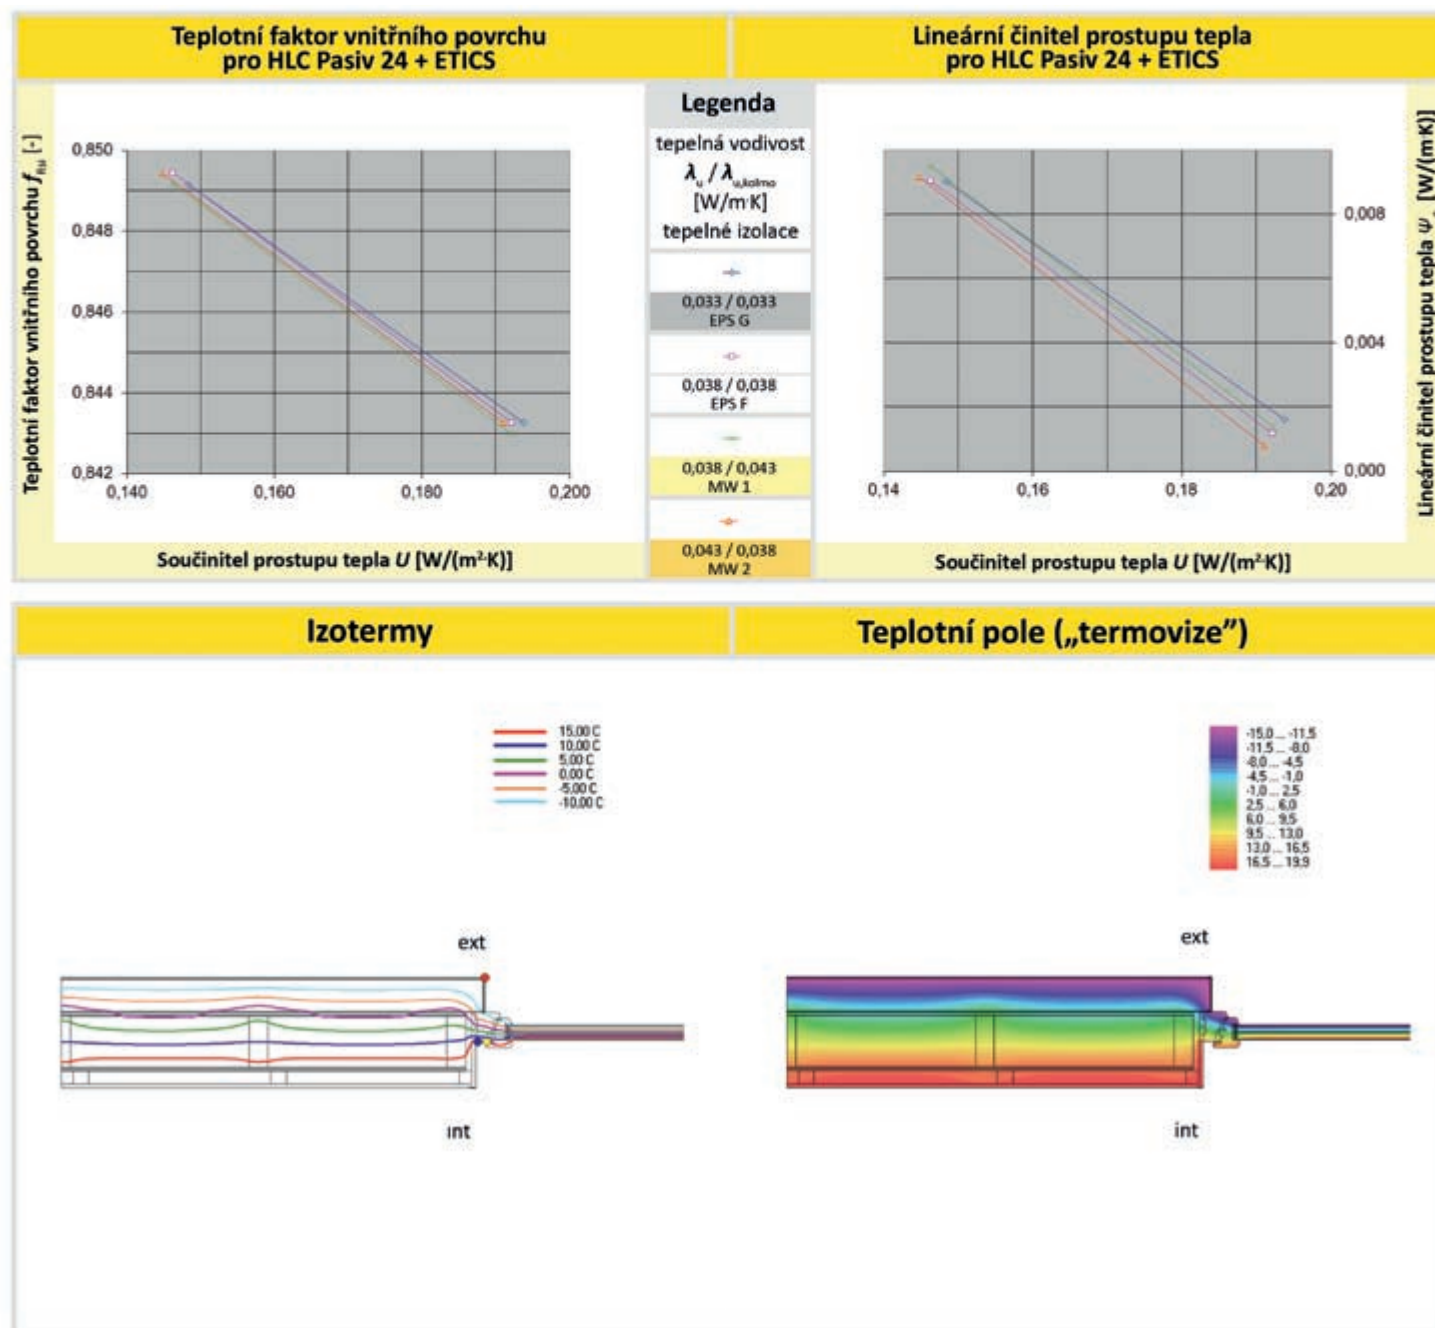 Teplotní faktor vnitřního povrchu
pro HLC Pasiv 24 + ETICS
Lineární činitel prostupu tepla
pro HLC Pasiv 24 + ETICS
Teplotní faktor vnitřního povrchu f [-]
0,850
0,848
0,846
0,844
0,842
0,140
0,160
0,180
0,200
Součinitel prostupu tepla U [W/(m²·K)]
Legenda
tepelná vodivost
λu / λu,kolmo
[W/m·K]
tepelné izolace
0,033 / 0,033
EPS G
0,038 / 0,038
EPS F
0,038 / 0,043
MW 1
0,043 / 0,038
MW 2
0,008
0,004
0,000
0,14
0,16
0,18
0,20
Lineární činitel prostupu tepla Ψ [W/(m·K)]
Součinitel prostupu tepla U [W/(m²·K)]
Izotermy
15,00 C
10,00 C
5,00 C
0,00 C
-5,00 C
-10,00 C
ext
int
Teplotní pole („termovize”)
-15,0 ... -11,5
-11,5 ... -8,0
-8,0 ... -4,5
-4,5 ... -1,0
-1,0 ... 2,5
2,5 ... 6,0
6,0 ... 9,5
9,5 ... 13,0
13,0 ... 16,5
16,5 ... 19,9
ext
int